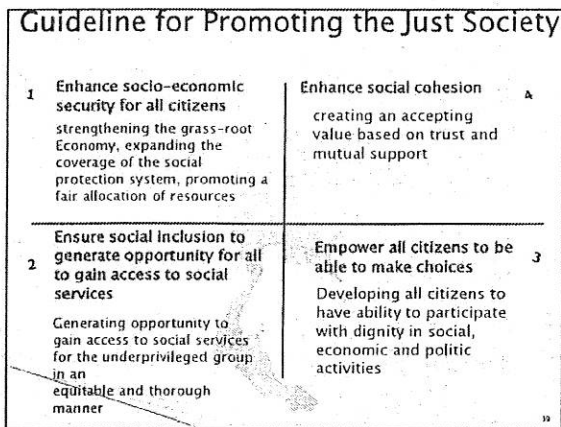 Guideline for Promoting the Just Society
1
Enhance socio-economic
security for all citizens
strengthening the grass-root
Economy, expanding the
coverage of the social
protection system, promoting a
fair allocation of resources
Enhance social cohesion
4
creating an accepting
value based on trust and
mutual support
2
Ensure social inclusion to
generate opportunity for all
to gain access to social
services
Generating opportunity to
gain access to social services
for the underprivileged group
in an
equitable and thorough
manner
Empower all citizens to be
able to make choices
3
Developing all citizens to
have ability to participate
with dignity in social,
economic and politic
activities